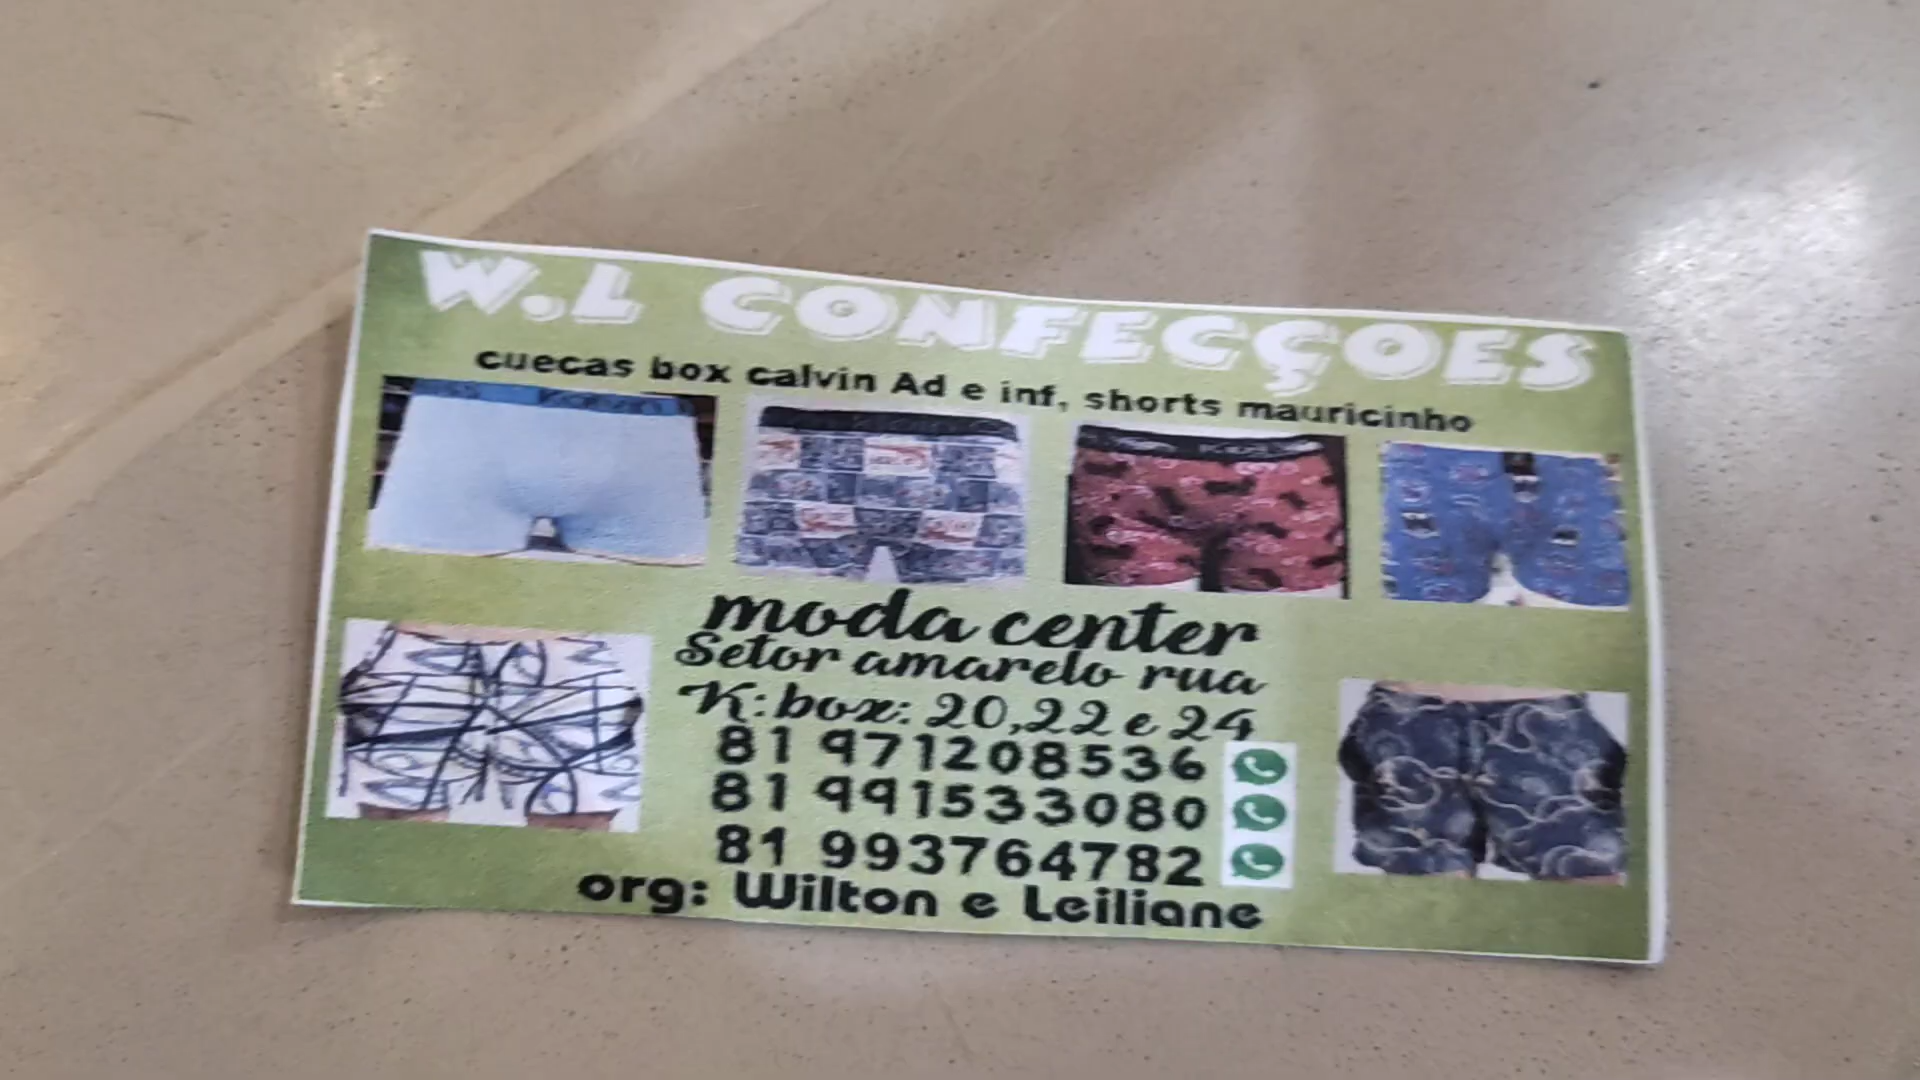 W.L CONFECÇOES
cuecas box calvin Ad e inf, shorts mauricinho
moda center
Setor amarelo rua
K: box: 20,22 e 24
81 971208536
81 991533080
81 993764782
org: Wilton e Leiliane